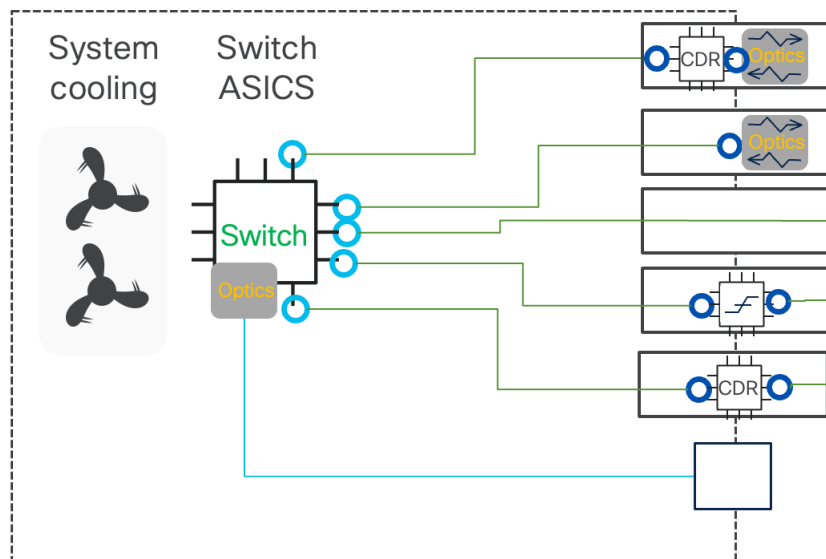 System
cooling
Switch
ASICS
CDR
Optics
Optics
Switch
Optics
CDR